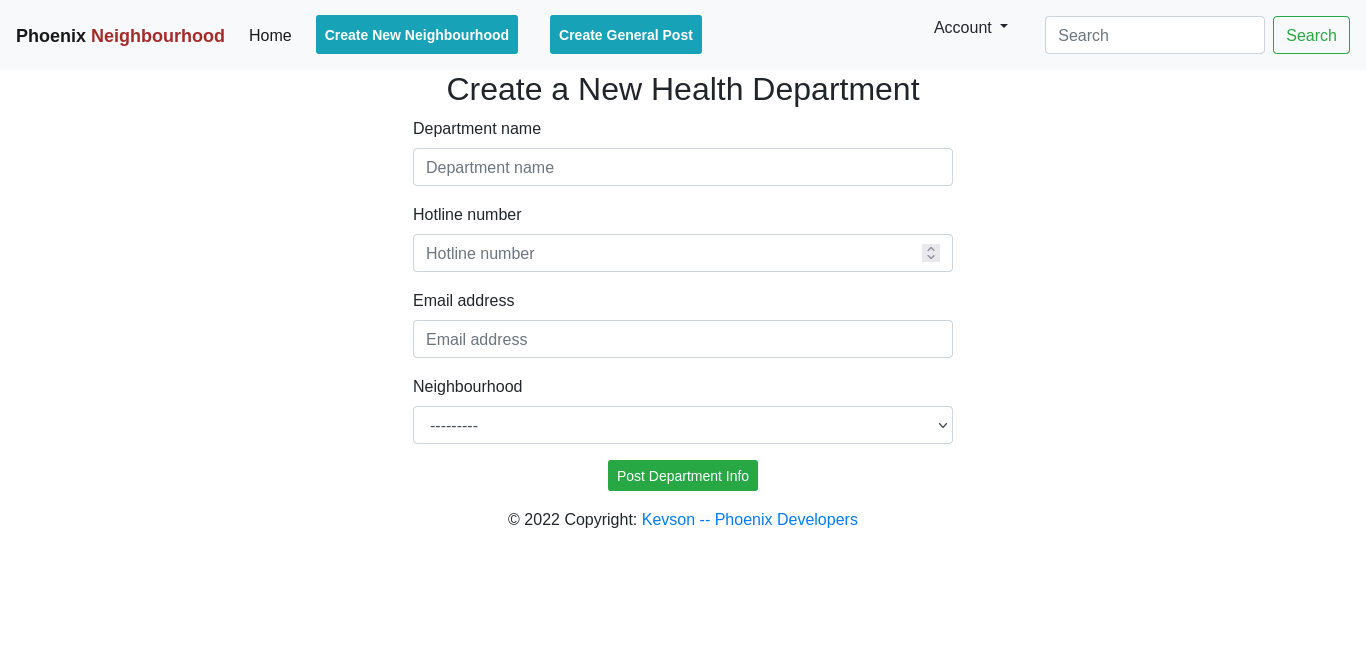 Phoenix Neighbourhood Home Create New Neighbourhood Create General Post Account Search Search
Create a New Health Department
Department name
Department name
Hotline number
Hotline number
Email address
Email address
Neighbourhood
---------
Post Department Info
© 2022 Copyright: Kevson -- Phoenix Developers